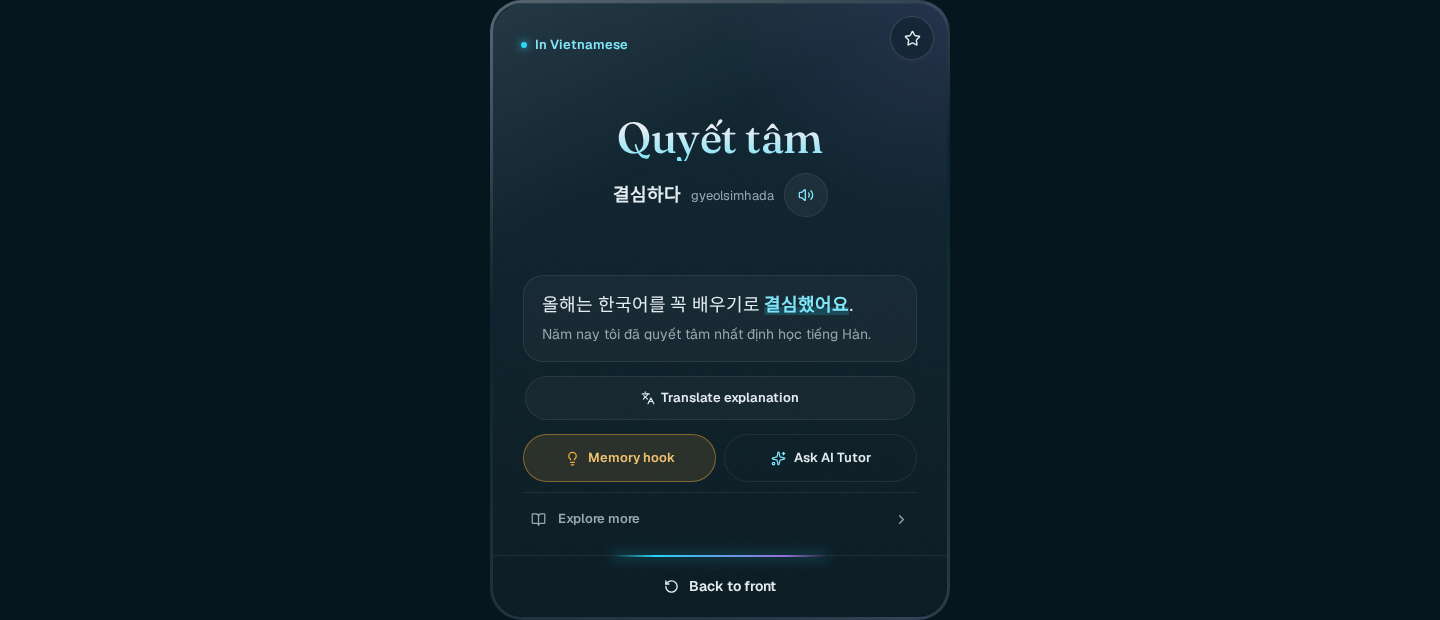 In Vietnamese
Quyết tâm
결심하다 gyeolsimhada
올해는 한국어를 꼭 배우기로 결심했어요.
Năm nay tôi đã quyết tâm nhất định học tiếng Hàn.
Translate explanation
Memory hook
Ask AI Tutor
Explore more
Back to front